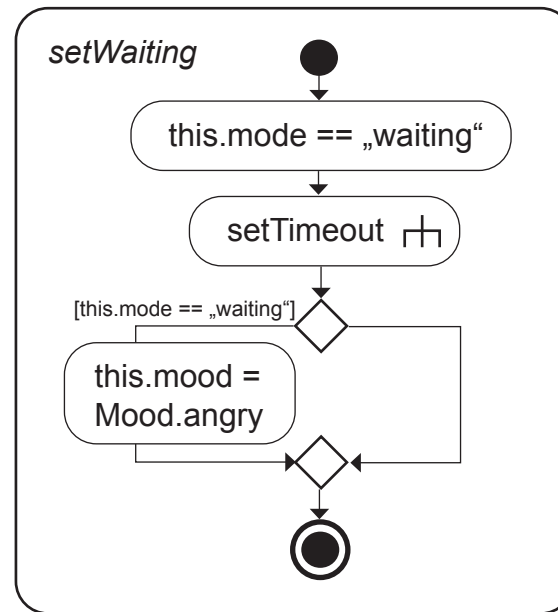 setWaiting
this.mode == „waiting“
setTimeout
[this.mode == „waiting“]
this.mood =
Mood.angry